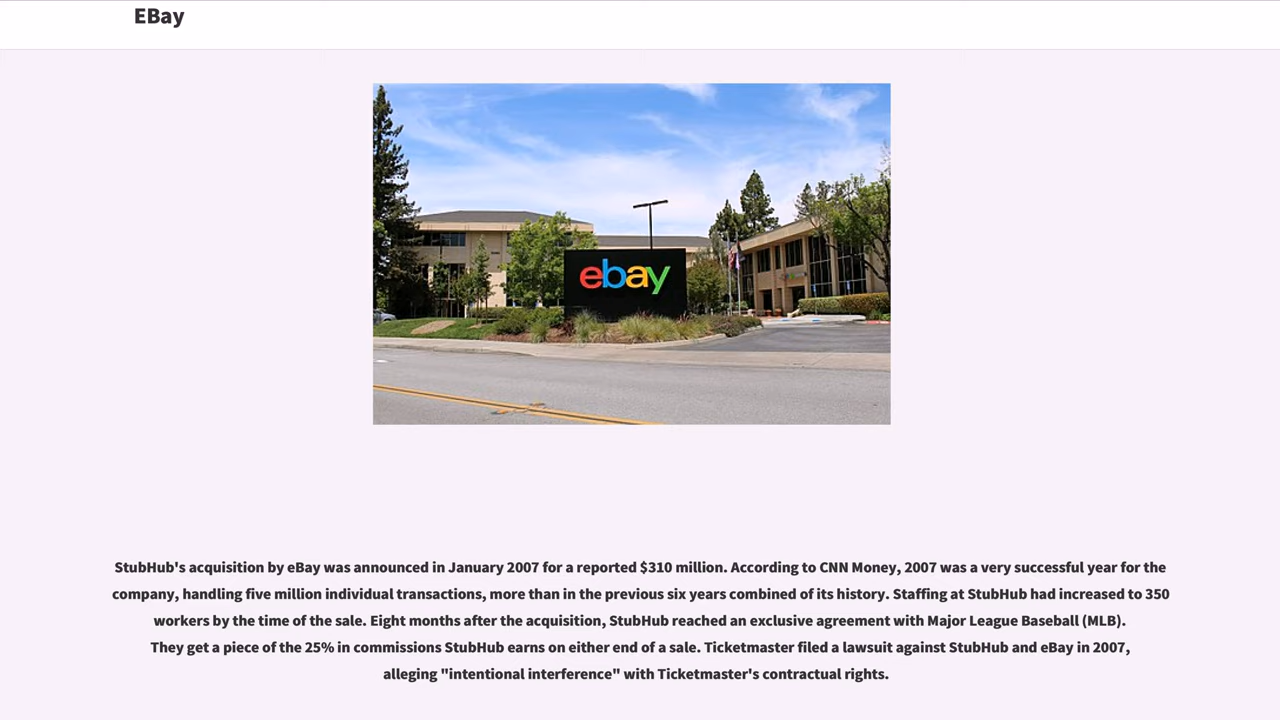 EBay
ebay
StubHub's acquisition by eBay was announced in January 2007 for a reported $310 million. According to CNN Money, 2007 was a very successful year for the
company, handling five million individual transactions, more than in the previous six years combined of its history. Staffing at StubHub had increased to 350
workers by the time of the sale. Eight months after the acquisition, StubHub reached an exclusive agreement with Major League Baseball (MLB).
They get a piece of the 25% in commissions StubHub earns on either end of a sale. Ticketmaster filed a lawsuit against StubHub and eBay in 2007,
alleging "intentional interference" with Ticketmaster's contractual rights.